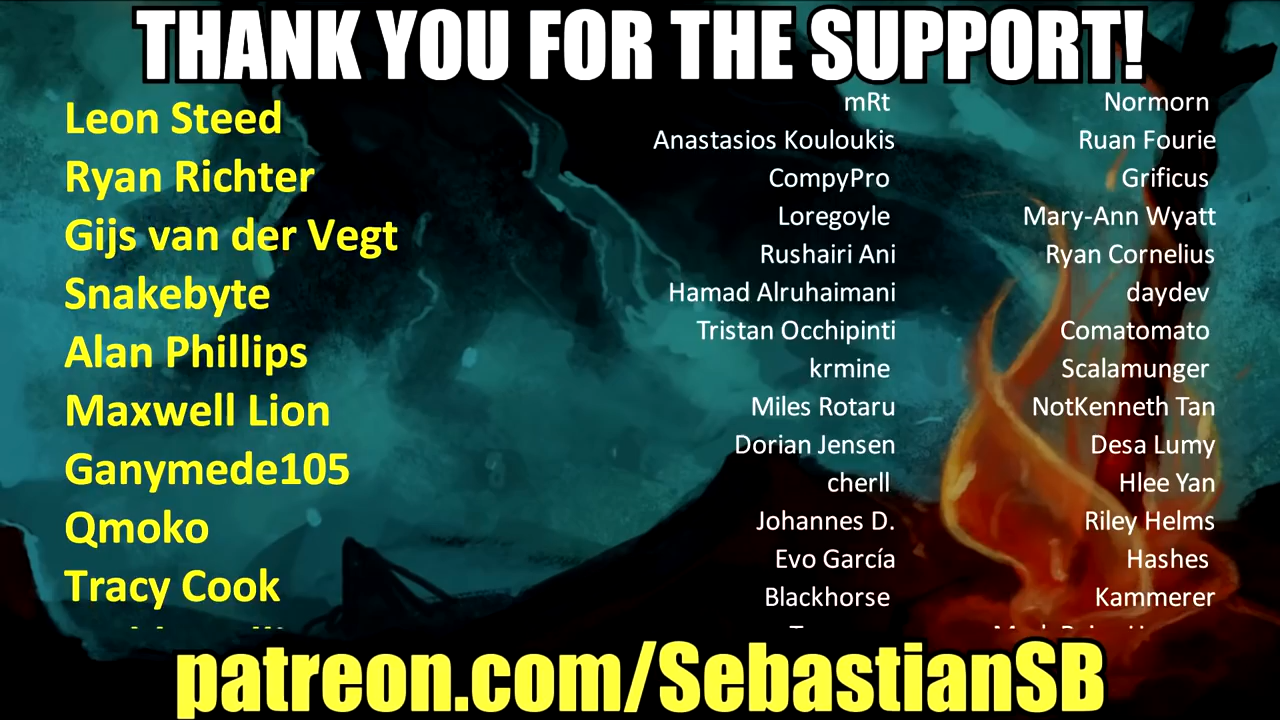 THANK YOU FOR THE SUPPORT!
Leon Steed
Ryan Richter
Gijs van der Vegt
Snakebyte
Alan Phillips
Maxwell Lion
Ganymede105
Qmoko
Tracy Cook
mRt
Anastasios Kouloukis
CompyPro
Loregoyle
Rushairi Ani
Hamad Alruhaimani
Tristan Occhipinti
krmine
Miles Rotaru
Dorian Jensen
cherll
Johannes D.
Evo García
Blackhorse
Normorn
Ruan Fourie
Grificus
Mary-Ann Wyatt
Ryan Cornelius
daydev
Comatomato
Scalamunger
NotKenneth Tan
Desa Lumy
Hlee Yan
Riley Helms
Hashes
Kammerer
patreon.com/SebastianSB